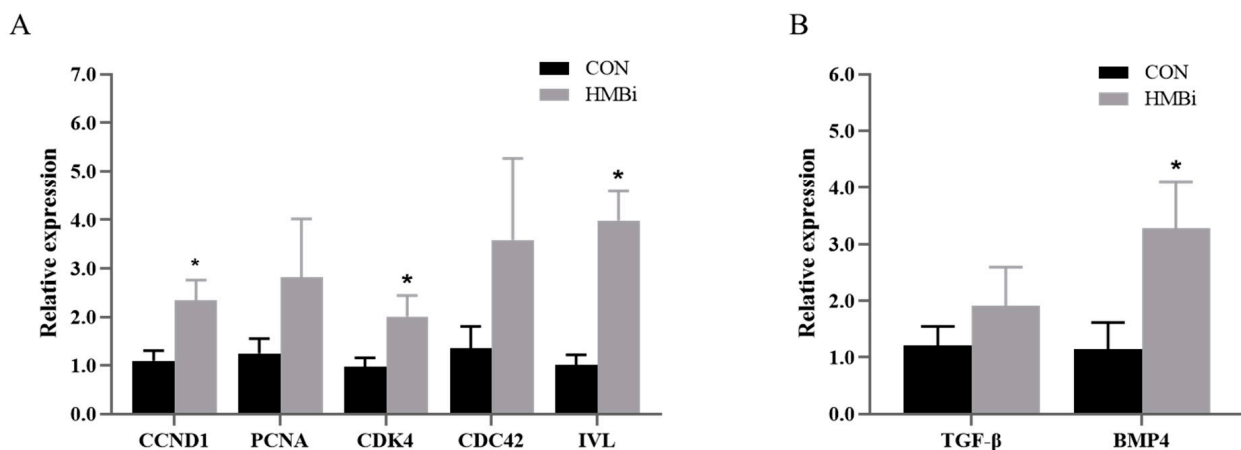 A
CON
HMBi
Relative expression
7.0
6.0
5.0
4.0
3.0
2.0
1.0
0.0
*
*
*
CCND1 PCNA CDK4 CDC42 IVL
B
CON
HMBi
Relative expression
6.0
5.0
4.0
3.0
2.0
1.0
0.0
*
TGF-β BMP4